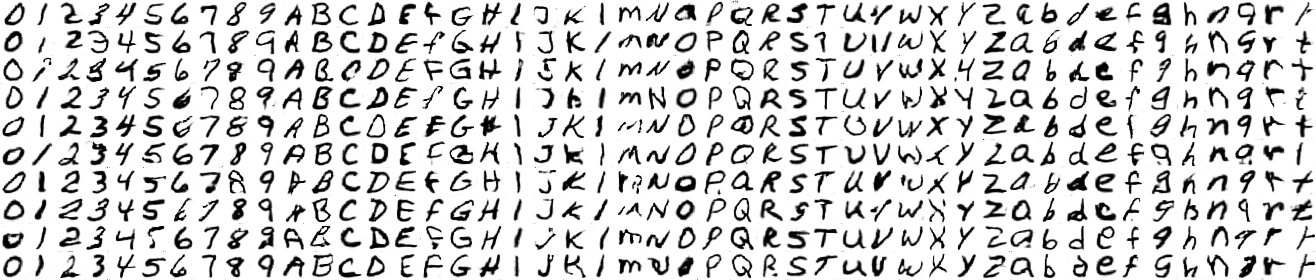 0 1 2 3 4 5 6 7 8 9 A B C D E f G H I J K l m N O P Q R S T U Y W X Y Z a b d e f g h n q r t
0 1 2 3 4 5 6 7 8 9 A B C D E f G H I J K l m N O P Q R S T U V W X Y Z a b d e f g h n q r t
0 1 2 3 4 5 6 7 8 9 A B C D E F G H I J K l m N O P Q R S T U V W X Y Z a b d e f g h n q r t
0 1 2 3 4 5 6 7 8 9 A B C D E f G H I J K l m N O P Q R S T U V W X Y Z a b d e f g h n q r t
0 1 2 3 4 5 6 7 8 9 A B C D E F G H I J K l m N O P Q R S T U V W X Y Z a b d e f g h n q r t
0 1 2 3 4 5 6 7 8 9 A B C D E F G H I J K l m N O P Q R S T U V W X Y Z a b d e f g h n q r t
0 1 2 3 4 5 6 7 8 9 A B C D E F G H I J K l m N O P Q R S T U V W X Y Z a b d e f g h n q r t
0 1 2 3 4 5 6 7 8 9 A B C D E f G H I J K l m N O P Q R S T U V W X Y Z a b d e f g h n q r t
0 1 2 3 4 5 6 7 8 9 A B C D E F G H I J K l m N O P Q R S T U V W X Y Z a b d e f g h n q r t
0 1 2 3 4 5 6 7 8 9 A B C D E F G H I J K l m N O P Q R S T U V W X Y Z a b d e f g h n q r t